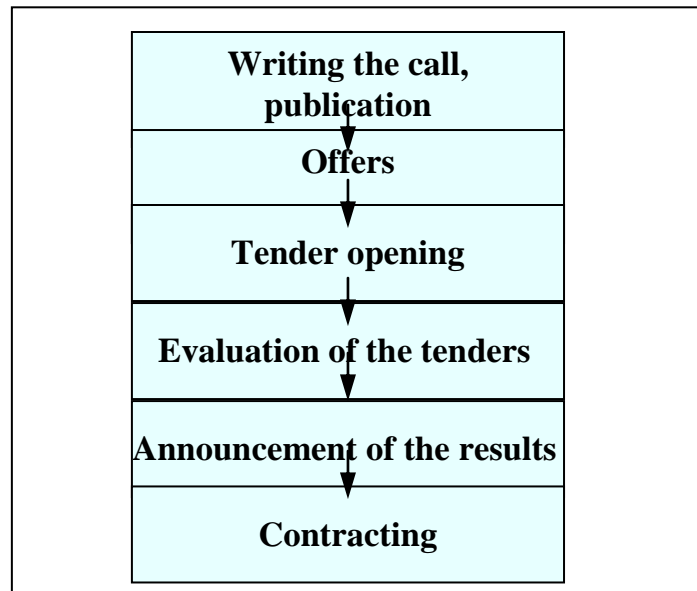 Writing the call,
publication
Offers
Tender opening
Evaluation of the tenders
Announcement of the results
Contracting